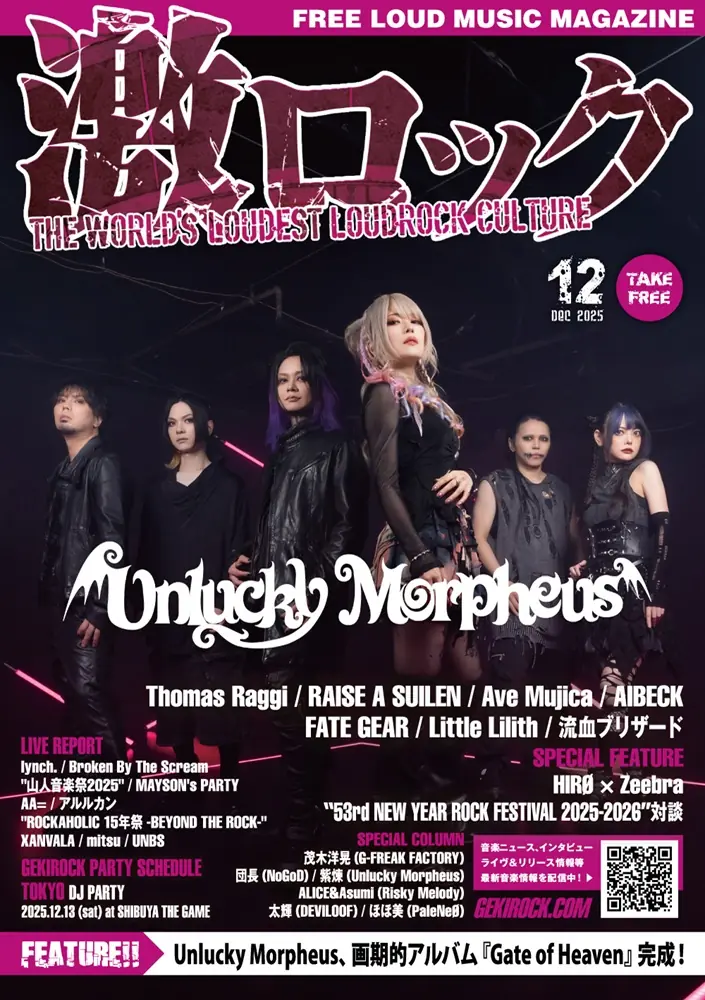 FREE LOUD MUSIC MAGAZINE
激ロック
THE WORLD'S LOUDEST LOUDROCK CULTURE
12
DEC 2025
TAKE
FREE
Unlucky Morpheus
Thomas Raggi / RAISE A SUILEN / Ave Mujica / AIBECK
FATE GEAR / Little Lilith / 流血ブリザード
LIVE REPORT
lynch. / Broken By The Scream
"山人音楽祭2025" / MAYSON's PARTY
AA= / アルルカン
"ROCKAHOLIC 15年祭 -BEYOND THE ROCK-"
XANVALA / mitsu / UNBS
GEKIROCK PARTY SCHEDULE
TOKYO DJ PARTY
2025.12.13 (sat) at SHIBUYA THE GAME
SPECIAL FEATURE
HIRØ × Zeebra
"53rd NEW YEAR ROCK FESTIVAL 2025-2026"対談
SPECIAL COLUMN
茂木洋晃 (G-FREAK FACTORY)
団長 (NoGoD) / 紫煉 (Unlucky Morpheus)
ALICE&Asumi (Risky Melody)
太輝 (DEVILOOF) / ほほ美 (PaleNeØ)
音楽ニュース、インタビュー
ライヴ&リリース情報等
最新音楽情報を配信中!▶
GEKIROCK.COM
FEATURE!!
Unlucky Morpheus、画期的アルバム『Gate of Heaven』完成!